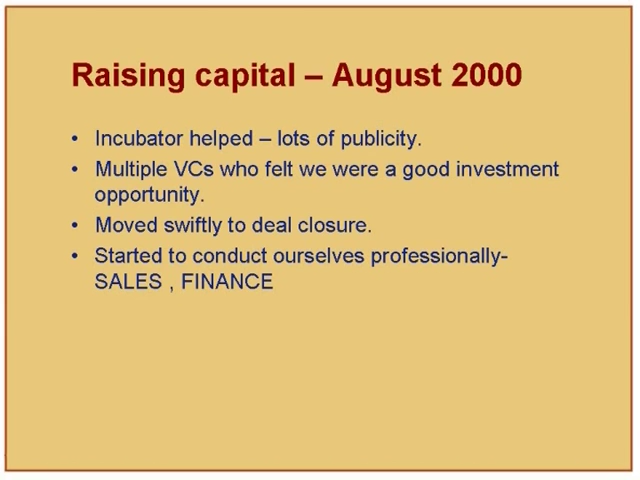 Raising capital – August 2000
• Incubator helped – lots of publicity.
• Multiple VCs who felt we were a good investment
opportunity.
• Moved swiftly to deal closure.
• Started to conduct ourselves professionally-
SALES , FINANCE